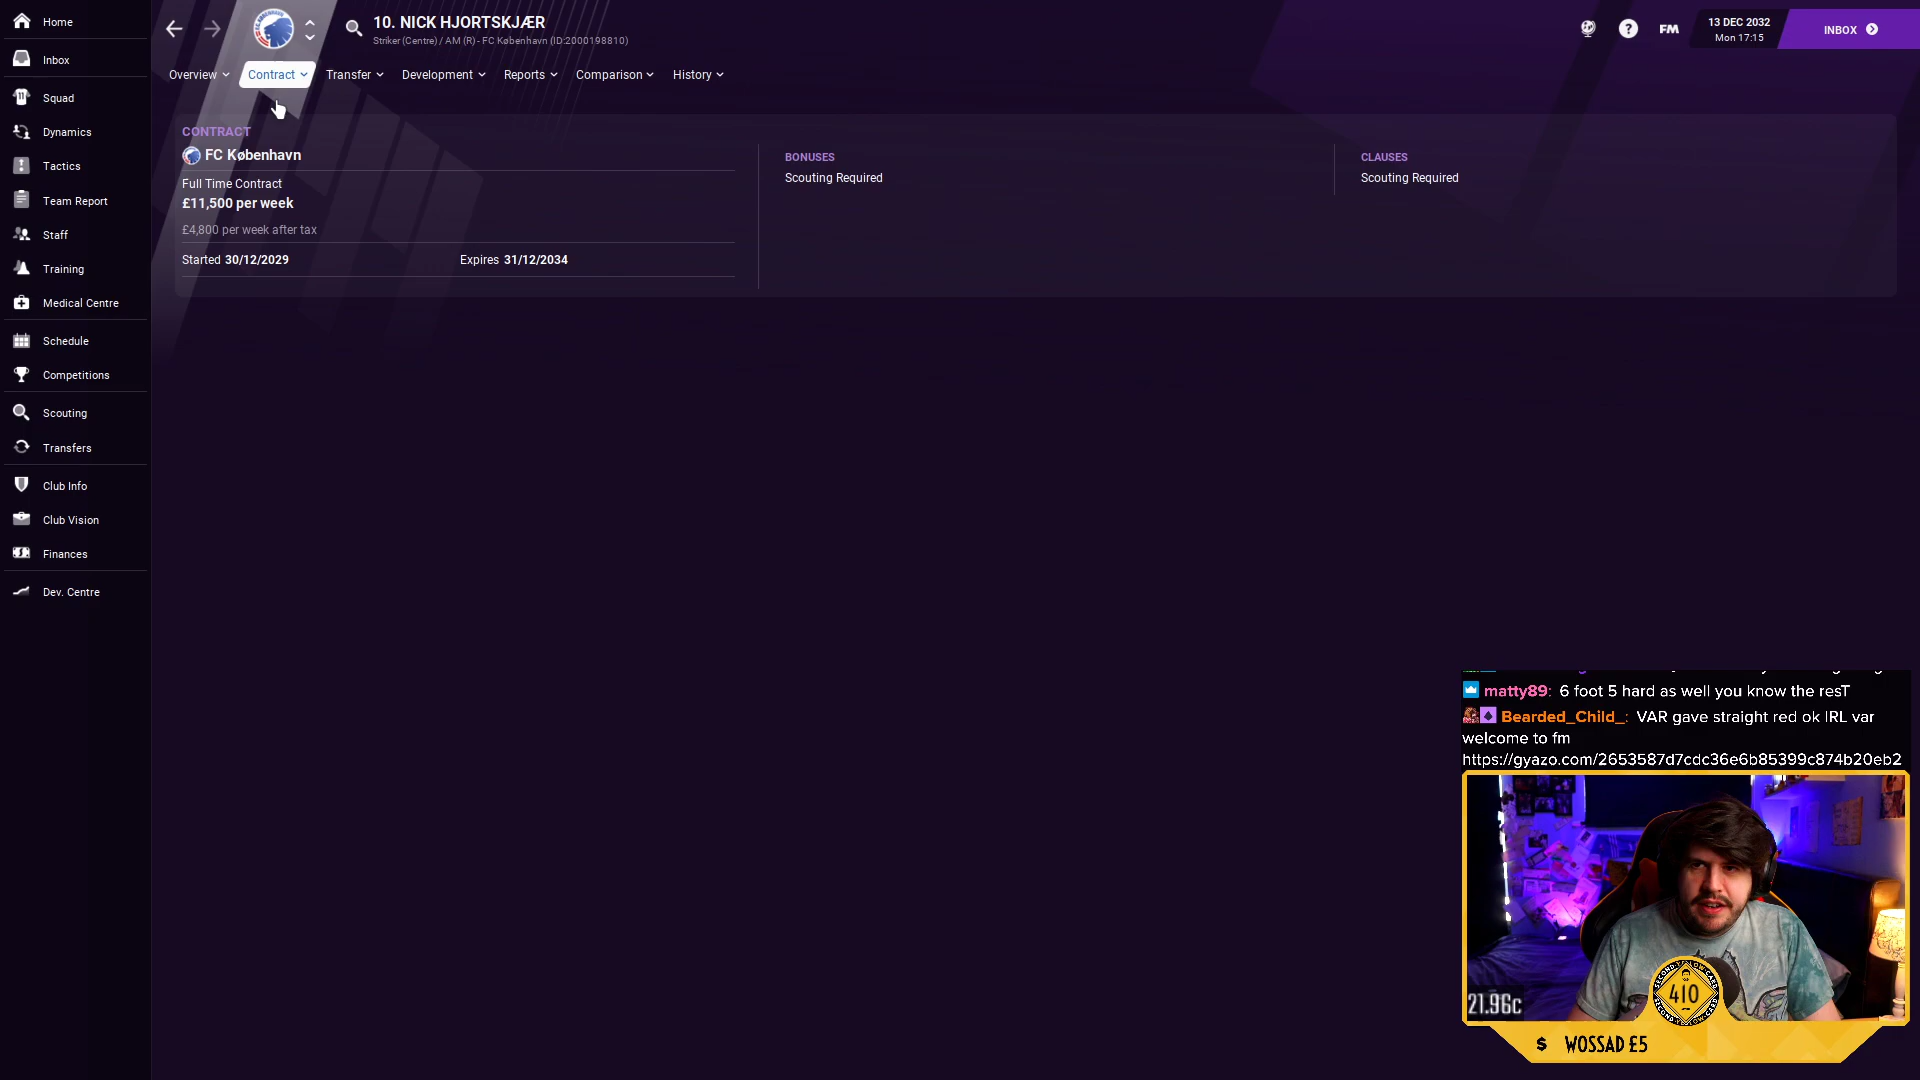 Home
Inbox
Squad
Dynamics
Tactics
Team Report
Staff
Training
Medical Centre
Schedule
Competitions
Scouting
Transfers
Club Info
Club Vision
Finances
Dev. Centre
10. NICK HJORTSKJÆR
Striker (Centre) / AM (R) - FC København (ID:2000198810)
FM
13 DEC 2032
Mon 17:15
INBOX
Overview
Contract
Transfer
Development
Reports
Comparison
History
CONTRACT
FC København
Full Time Contract
£11,500 per week
£4,800 per week after tax
Started 30/12/2029
Expires 31/12/2034
BONUSES
Scouting Required
CLAUSES
Scouting Required
matty89: 6 foot 5 hard as well you know the resT
Bearded_Child_: VAR gave straight red ok IRL var
welcome to fm
https://gyazo.com/2653587d7cdc36e6b85399c874b20eb2
21.96c
410
$ WOSSAD £5